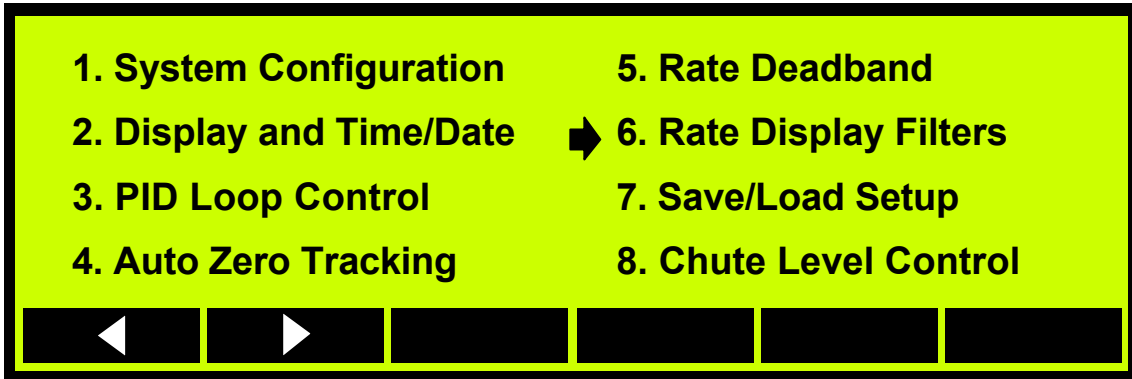 1. System Configuration
2. Display and Time/Date
3. PID Loop Control
4. Auto Zero Tracking
5. Rate Deadband
6. Rate Display Filters
7. Save/Load Setup
8. Chute Level Control